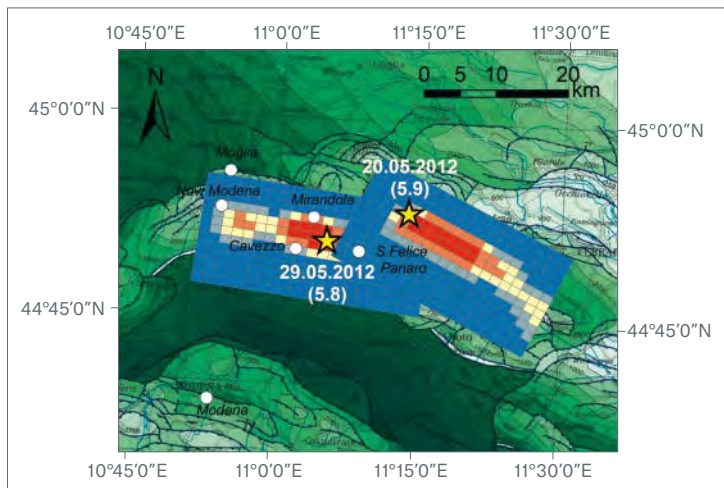 10°45'0"E 11°0'0"E 11°15'0"E 11°30'0"E
N
0 5 10 20
km
45°0'0"N
45°0'0"N
20.05.2012
(5.9)
Moglia
Novi Modena
Mirandola
Cavezzo
S.Felice
Panaro
29.05.2012
(5.8)
44°45'0"N
44°45'0"N
Modena
10°45'0"E 11°0'0"E 11°15'0"E 11°30'0"E